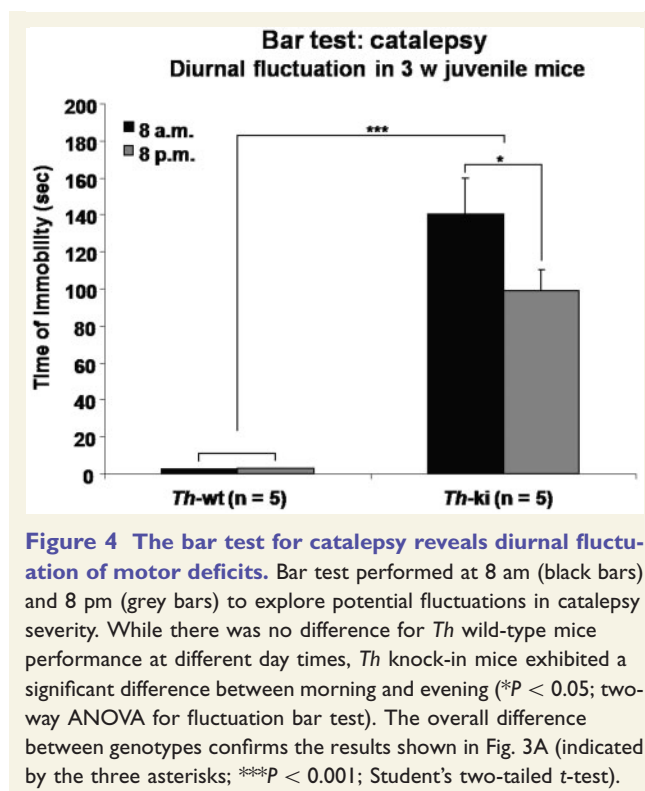 Bar test: catalepsy
Diurnal fluctuation in 3 w juvenile mice
Time of Immobility (sec)
200
180
160
140
120
100
80
60
40
20
0
8 a.m.
8 p.m.
***
*
Th-wt (n = 5)
Th-ki (n = 5)
Figure 4 The bar test for catalepsy reveals diurnal fluctu-
ation of motor deficits. Bar test performed at 8 am (black bars)
and 8 pm (grey bars) to explore potential fluctuations in catalepsy
severity. While there was no difference for Th wild-type mice
performance at different day times, Th knock-in mice exhibited a
significant difference between morning and evening (*P < 0.05; two-
way ANOVA for fluctuation bar test). The overall difference
between genotypes confirms the results shown in Fig. 3A (indicated
by the three asterisks; ***P < 0.001; Student's two-tailed t-test).